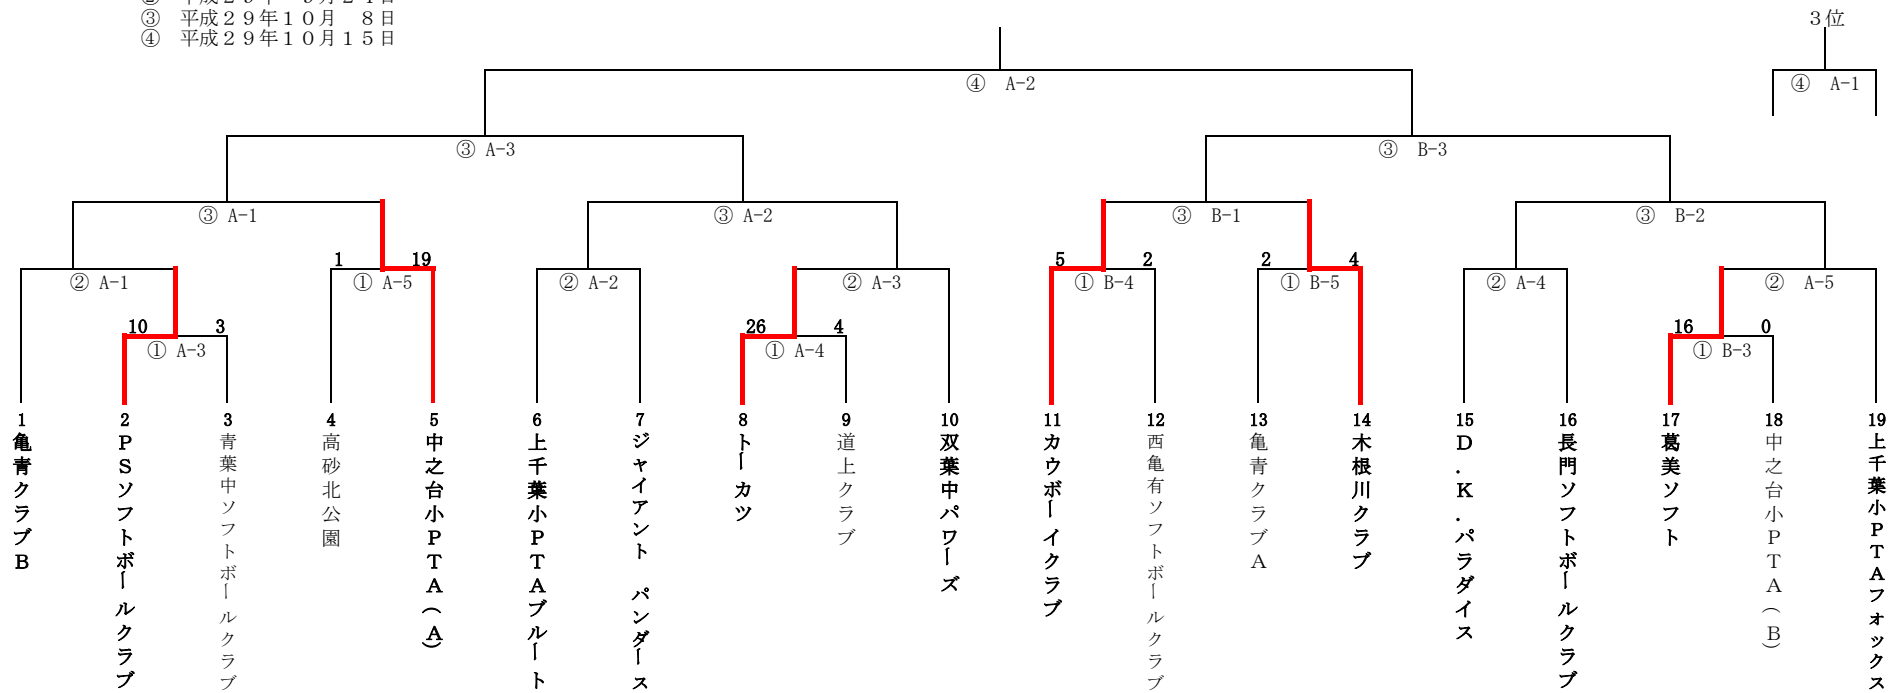 ③　平成２９年１０月　８日
④　平成２９年１０月１５日
３位
④　A-2
④　A-1
③ A-3
③　B-3
③ A-1
③ A-2
③　B-1
③　B-2
1 19
5 2
2 4
② A-1
① A-5
② A-2
② A-3
① B-4
① B-5
② A-4
②　A-5
10 3
26 4
16 0
① A-3
① A-4
① B-3
1 2 3 4 5 6 7 8 9 10 11 12 13 14 15 16 17 18 19
亀青クラブＢ
ＰＳソフトボールクラブ
青葉中ソフトボールクラブ
高砂北公園
中之台小ＰＴＡ（Ａ）
上千葉小ＰＴＡブルート
ジャイアント　パンダース
トーカツ
道上クラブ
双葉中パワーズ
カウボーイクラブ
西亀有ソフトボールクラブ
亀青クラブＡ
木根川クラブ
Ｄ．Ｋ．パラダイス
長門ソフトボールクラブ
葛美ソフト
中之台小ＰＴＡ（Ｂ）
上千葉小ＰＴＡフォックス